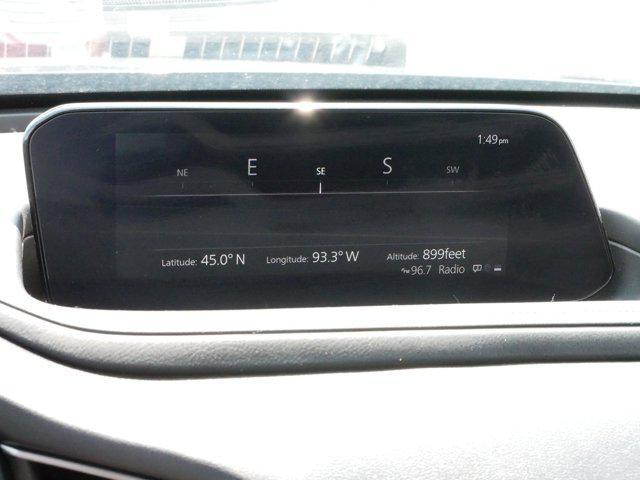 1:49pm
NE E SE S SW
Latitude: 45.0° N Longitude: 93.3° W Altitude: 899feet
96.7 Radio